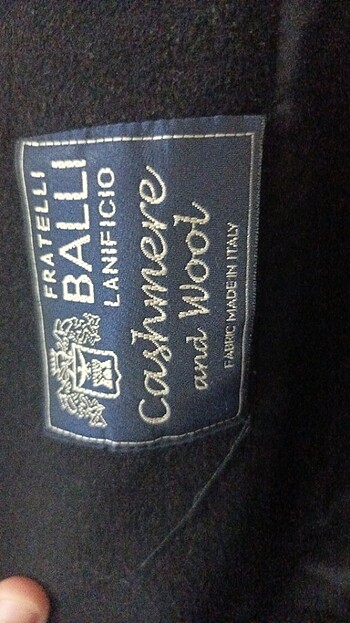 FRATELLI
BALLI
LANIFICIO
Cashmere
and Wool
FABRIC MADE IN ITALY